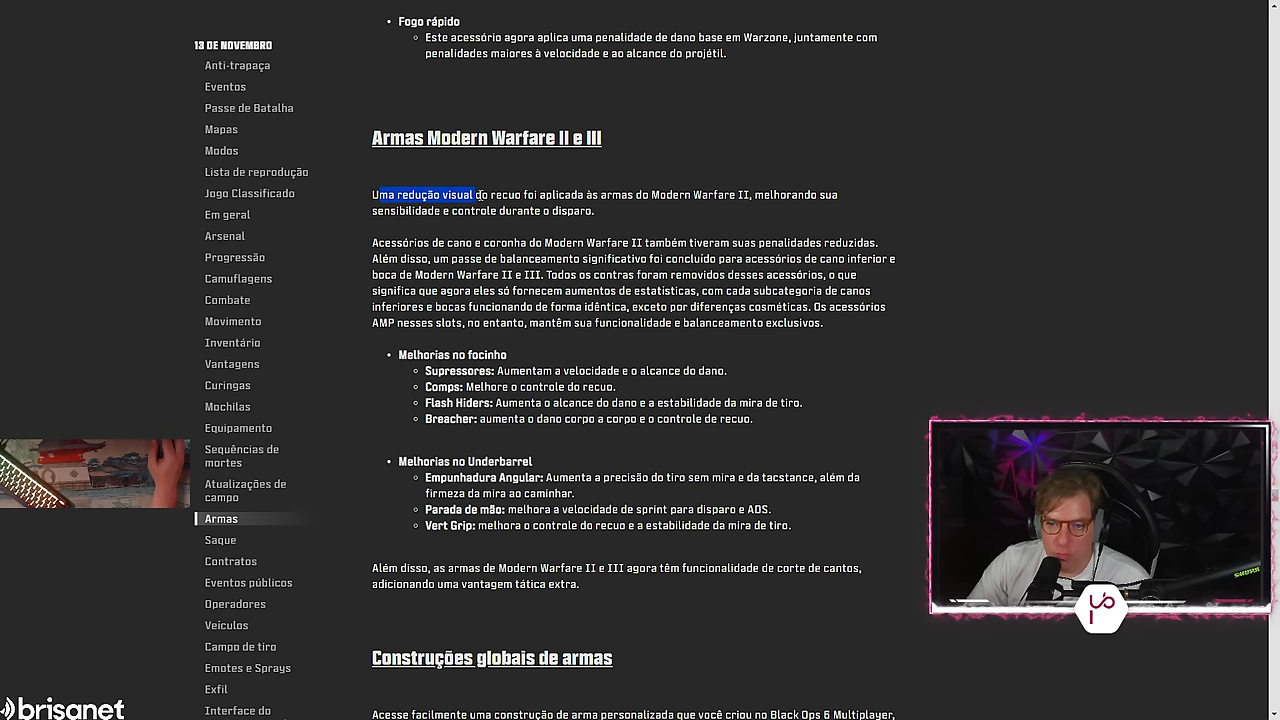 Fogo rápido
Este acessório agora aplica uma penalidade de dano base em Warzone, juntamente com
penalidades maiores à velocidade e ao alcance do projétil.
13 DE NOVEMBRO
Anti-trapaça
Eventos
Passe de Batalha
Mapas
Modos
Lista de reprodução
Jogo Classificado
Em geral
Arsenal
Progressão
Camuflagens
Combate
Movimento
Inventário
Vantagens
Curingas
Mochilas
Equipamento
Sequências de
mortes
Atualizações de
campo
Armas
Saque
Contratos
Eventos públicos
Operadores
Veículos
Campo de tiro
Emotes e Sprays
Exfil
Interface do
Armas Modern Warfare II e III
Uma redução visual do recuo foi aplicada às armas do Modern Warfare II, melhorando sua
sensibilidade e controle durante o disparo.
Acessórios de cano e coronha do Modern Warfare II também tiveram suas penalidades reduzidas.
Além disso, um passe de balanceamento significativo foi concluído para acessórios de cano inferior e
boca de Modern Warfare II e III. Todos os contras foram removidos desses acessórios, o que
significa que agora eles só fornecem aumentos de estatísticas, com cada subcategoria de canos
inferiores e bocas funcionando de forma idêntica, exceto por diferenças cosméticas. Os acessórios
AMP nesses slots, no entanto, mantêm sua funcionalidade e balanceamento exclusivos.
Melhorias no focinho
Supressores: Aumentam a velocidade e o alcance do dano.
Comps: Melhore o controle do recuo.
Flash Hiders: Aumenta o alcance do dano e a estabilidade da mira de tiro.
Breacher: aumenta o dano corpo a corpo e o controle de recuo.
Melhorias no Underbarrel
Empunhadura Angular: Aumenta a precisão do tiro sem mira e da tacstance, além da
firmeza da mira ao caminhar.
Parada de mão: melhora a velocidade de sprint para disparo e ADS.
Vert Grip: melhora o controle do recuo e a estabilidade da mira de tiro.
Além disso, as armas de Modern Warfare II e III agora têm funcionalidade de corte de cantos,
adicionando uma vantagem tática extra.
Construções globais de armas
Acesse facilmente uma construção de arma personalizada que você criou no Black Ops 6 Multiplayer,
SHURE
brisanet